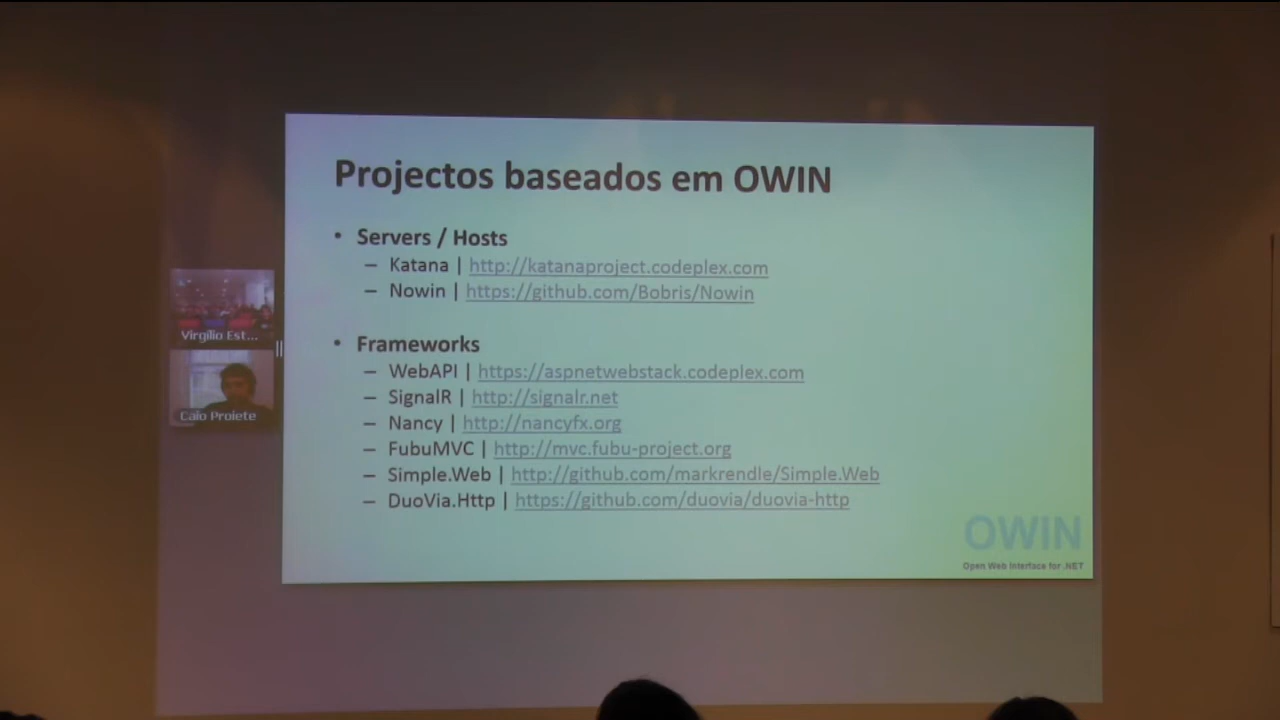 Projectos baseados em OWIN
• Servers / Hosts
– Katana | http://katanaproject.codeplex.com
– Nowin | https://github.com/Bobris/Nowin
• Frameworks
– WebAPI | https://aspnetwebstack.codeplex.com
– SignalR | http://signalr.net
– Nancy | http://nancyfx.org
– FubuMVC | http://mvc.fubu-project.org
– Simple.Web | http://github.com/markrendle/Simple.Web
– DuoVia.Http | https://github.com/duovia/duovia-http
OWIN
Open Web Interface for .NET
Virgílio Est...
Caio Proiete